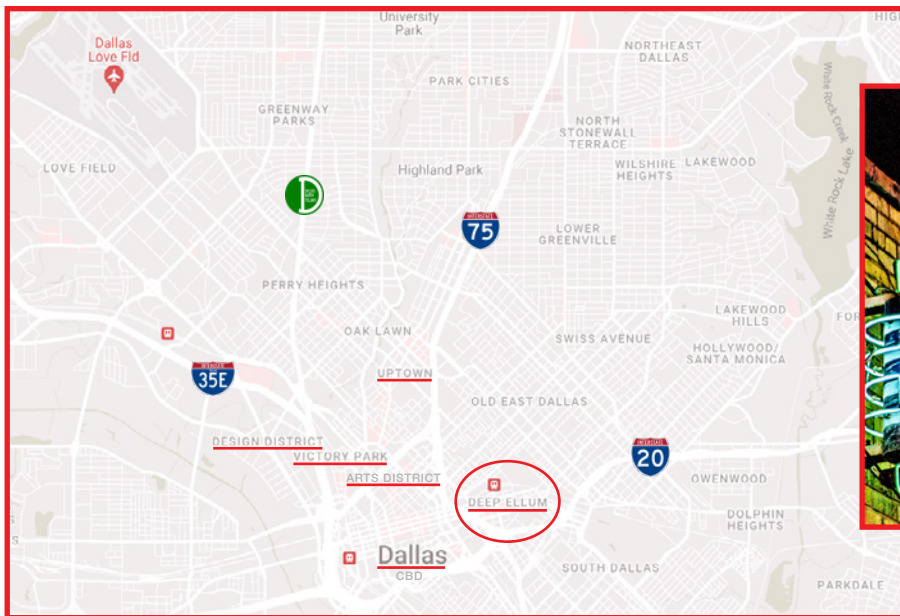 University
Park
HIG
Dallas
Love Fld
NORTHEAST
DALLAS
PARK CITIES
White Rock Creek
GREENWAY
PARKS
NORTH
STONEWALL
TERRACE
LOVE FIELD
Highland Park
WILSHIRE
HEIGHTS
LAKEWOOD
White Rock Lake
D
INTERSTATE
75
LOWER
GREENVILLE
PERRY HEIGHTS
OAK LAWN
SWISS AVENUE
LAKEWOOD
HILLS
FOR
HOLLYWOOD/
SANTA MONICA
INTERSTATE
35E
UPTOWN
OLD EAST DALLAS
DESIGN DISTRICT
VICTORY PARK
ARTS DISTRICT
INTERSTATE
20
OWENWOOD
DEEP ELLUM
DOLPHIN
HEIGHTS
S
Dallas
CBD
SOUTH DALLAS
PARKDALE